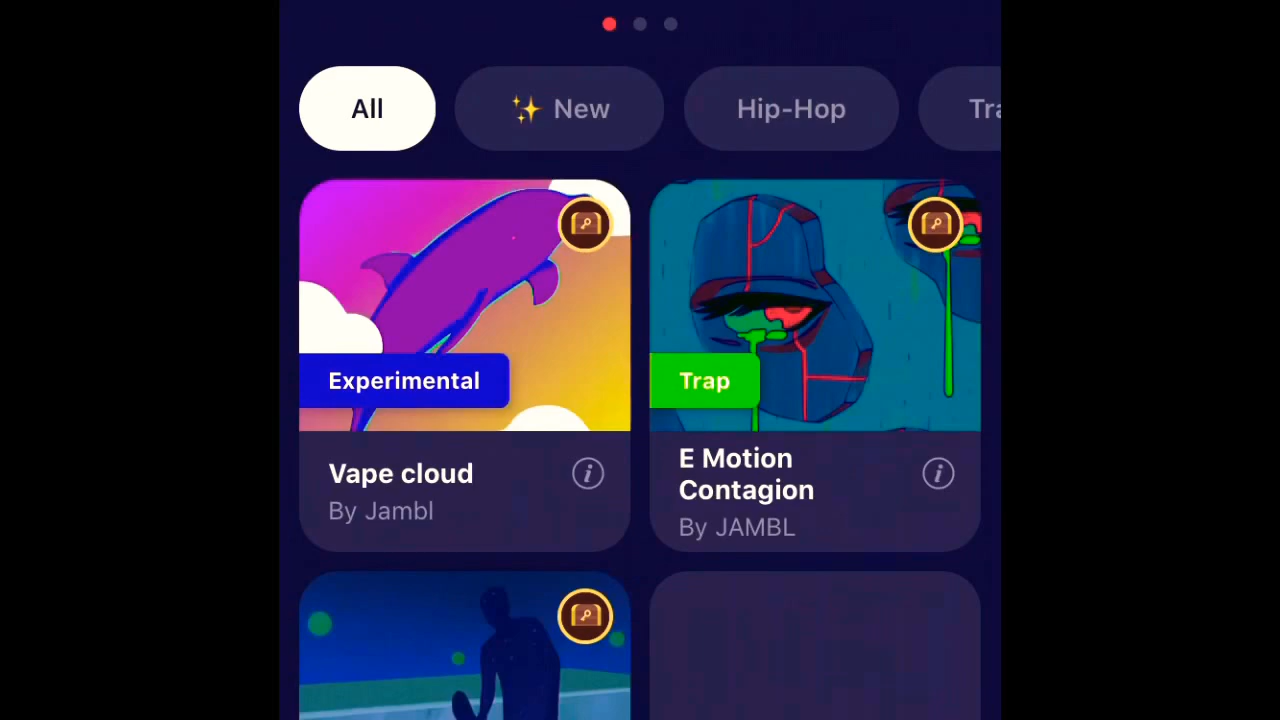 All
✨ New
Hip-Hop
Experimental
Trap
Vape cloud
By Jambl
E Motion
Contagion
By JAMBL